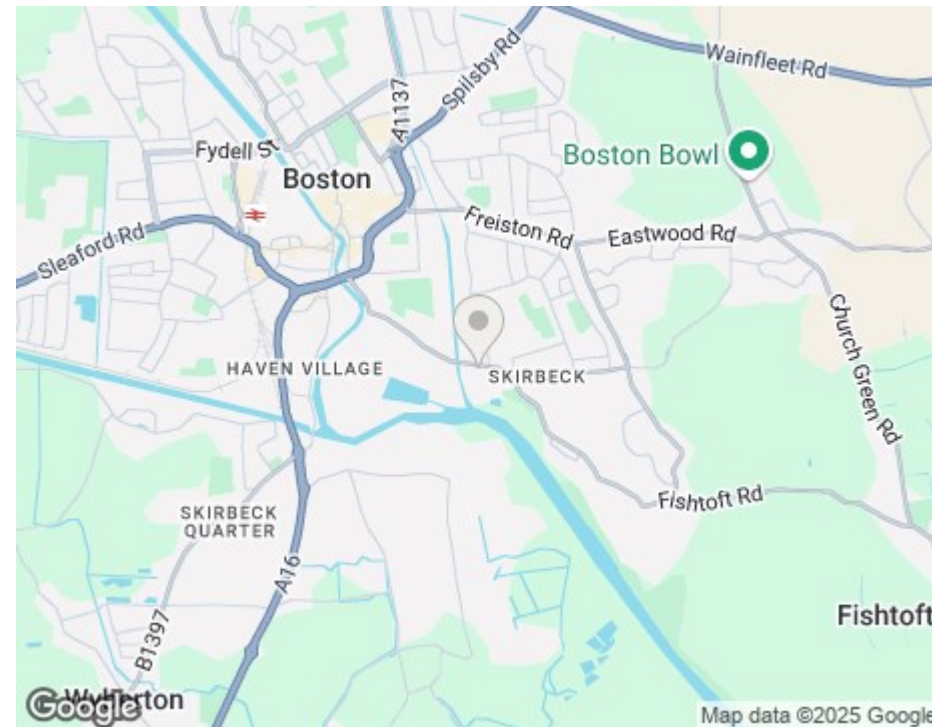 Wainfleet Rd
Spilsby Rd
A1137
Fydell St
Boston Bowl
Boston
Freiston Rd
Eastwood Rd
Sleaford Rd
Church Green Rd
HAVEN VILLAGE
SKIRBECK
Fishtoft Rd
SKIRBECK
QUARTER
A16
B1397
Fishtoft
Wyberton
Google
Map data ©2025 Google